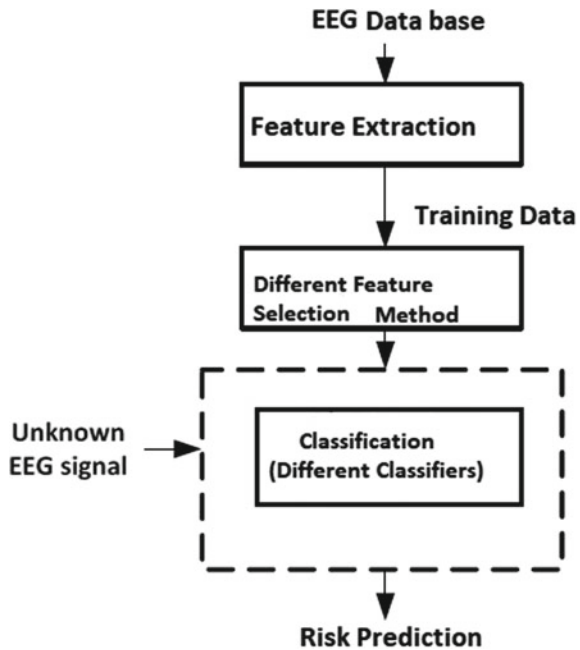 EEG Data base
Feature Extraction
Training Data
Different Feature
Selection Method
Unknown
EEG signal
Classification
(Different Classifiers)
Risk Prediction